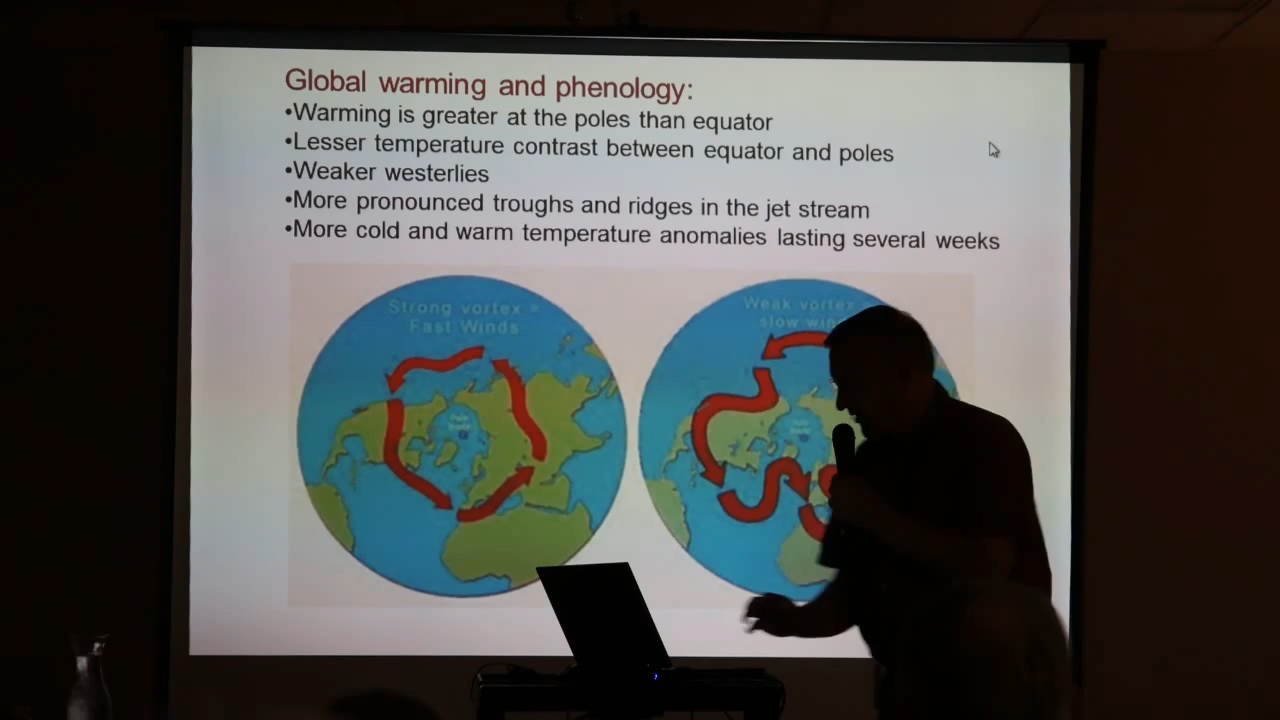 Global warming and phenology:
•Warming is greater at the poles than equator
•Lesser temperature contrast between equator and poles
•Weaker westerlies
•More pronounced troughs and ridges in the jet stream
•More cold and warm temperature anomalies lasting several weeks
Strong vortex =
Fast Winds
Weak vortex
slow